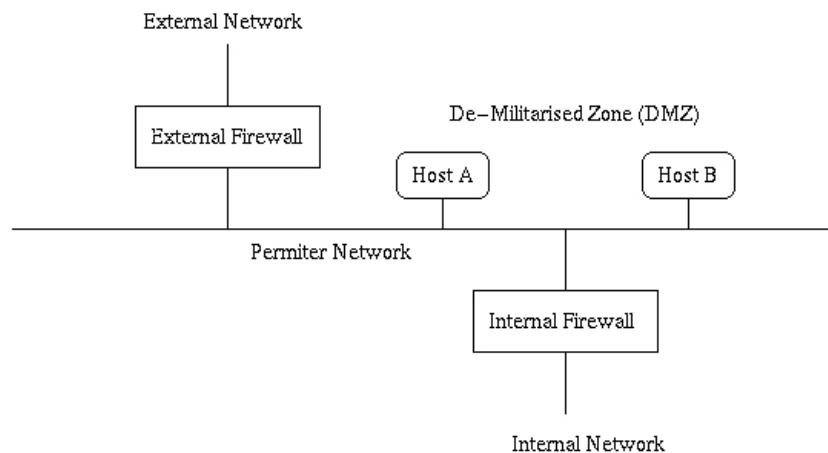 External Network
De-Militarised Zone (DMZ)
External Firewall
Host A
Host B
Permiter Network
Internal Firewall
Internal Network